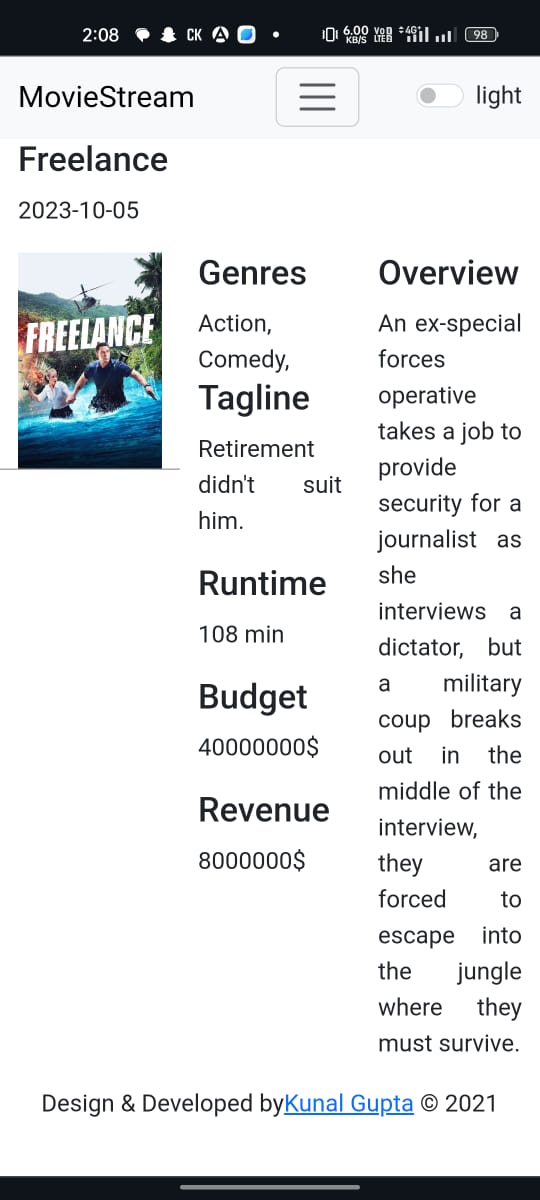 2:08 CK 6.00 KB/S VoD LTEB 4G 98
MovieStream
light
Freelance
2023-10-05
FREELANCE
Genres
Action,
Comedy,
Tagline
Retirement
didn't suit
him.
Runtime
108 min
Budget
40000000$
Revenue
8000000$
Overview
An ex-special
forces
operative
takes a job to
provide
security for a
journalist as
she
interviews a
dictator, but
a military
coup breaks
out in the
middle of the
interview,
they are
forced to
escape into
the jungle
where they
must survive.
Design & Developed byKunal Gupta © 2021